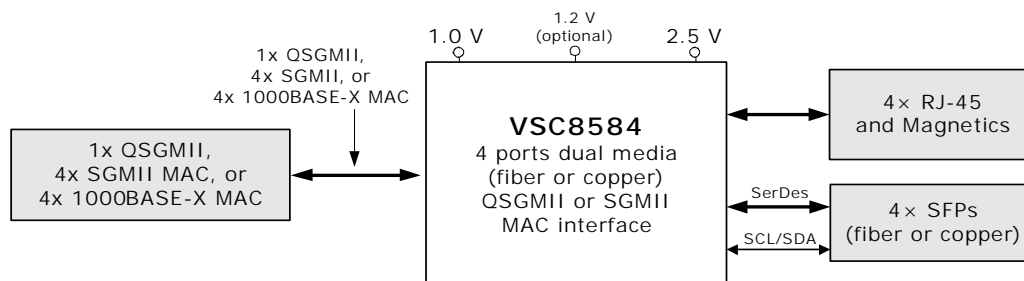 1.0 V
1.2 V
(optional)
2.5 V
1x QSGMII,
4x SGMII, or
4x 1000BASE-X MAC
1x QSGMII,
4x SGMII MAC, or
4x 1000BASE-X MAC
VSC8584
4 ports dual media
(fiber or copper)
QSGMII or SGMII
MAC interface
4× RJ-45
and Magnetics
SerDes
SCL/SDA
4× SFPs
(fiber or copper)